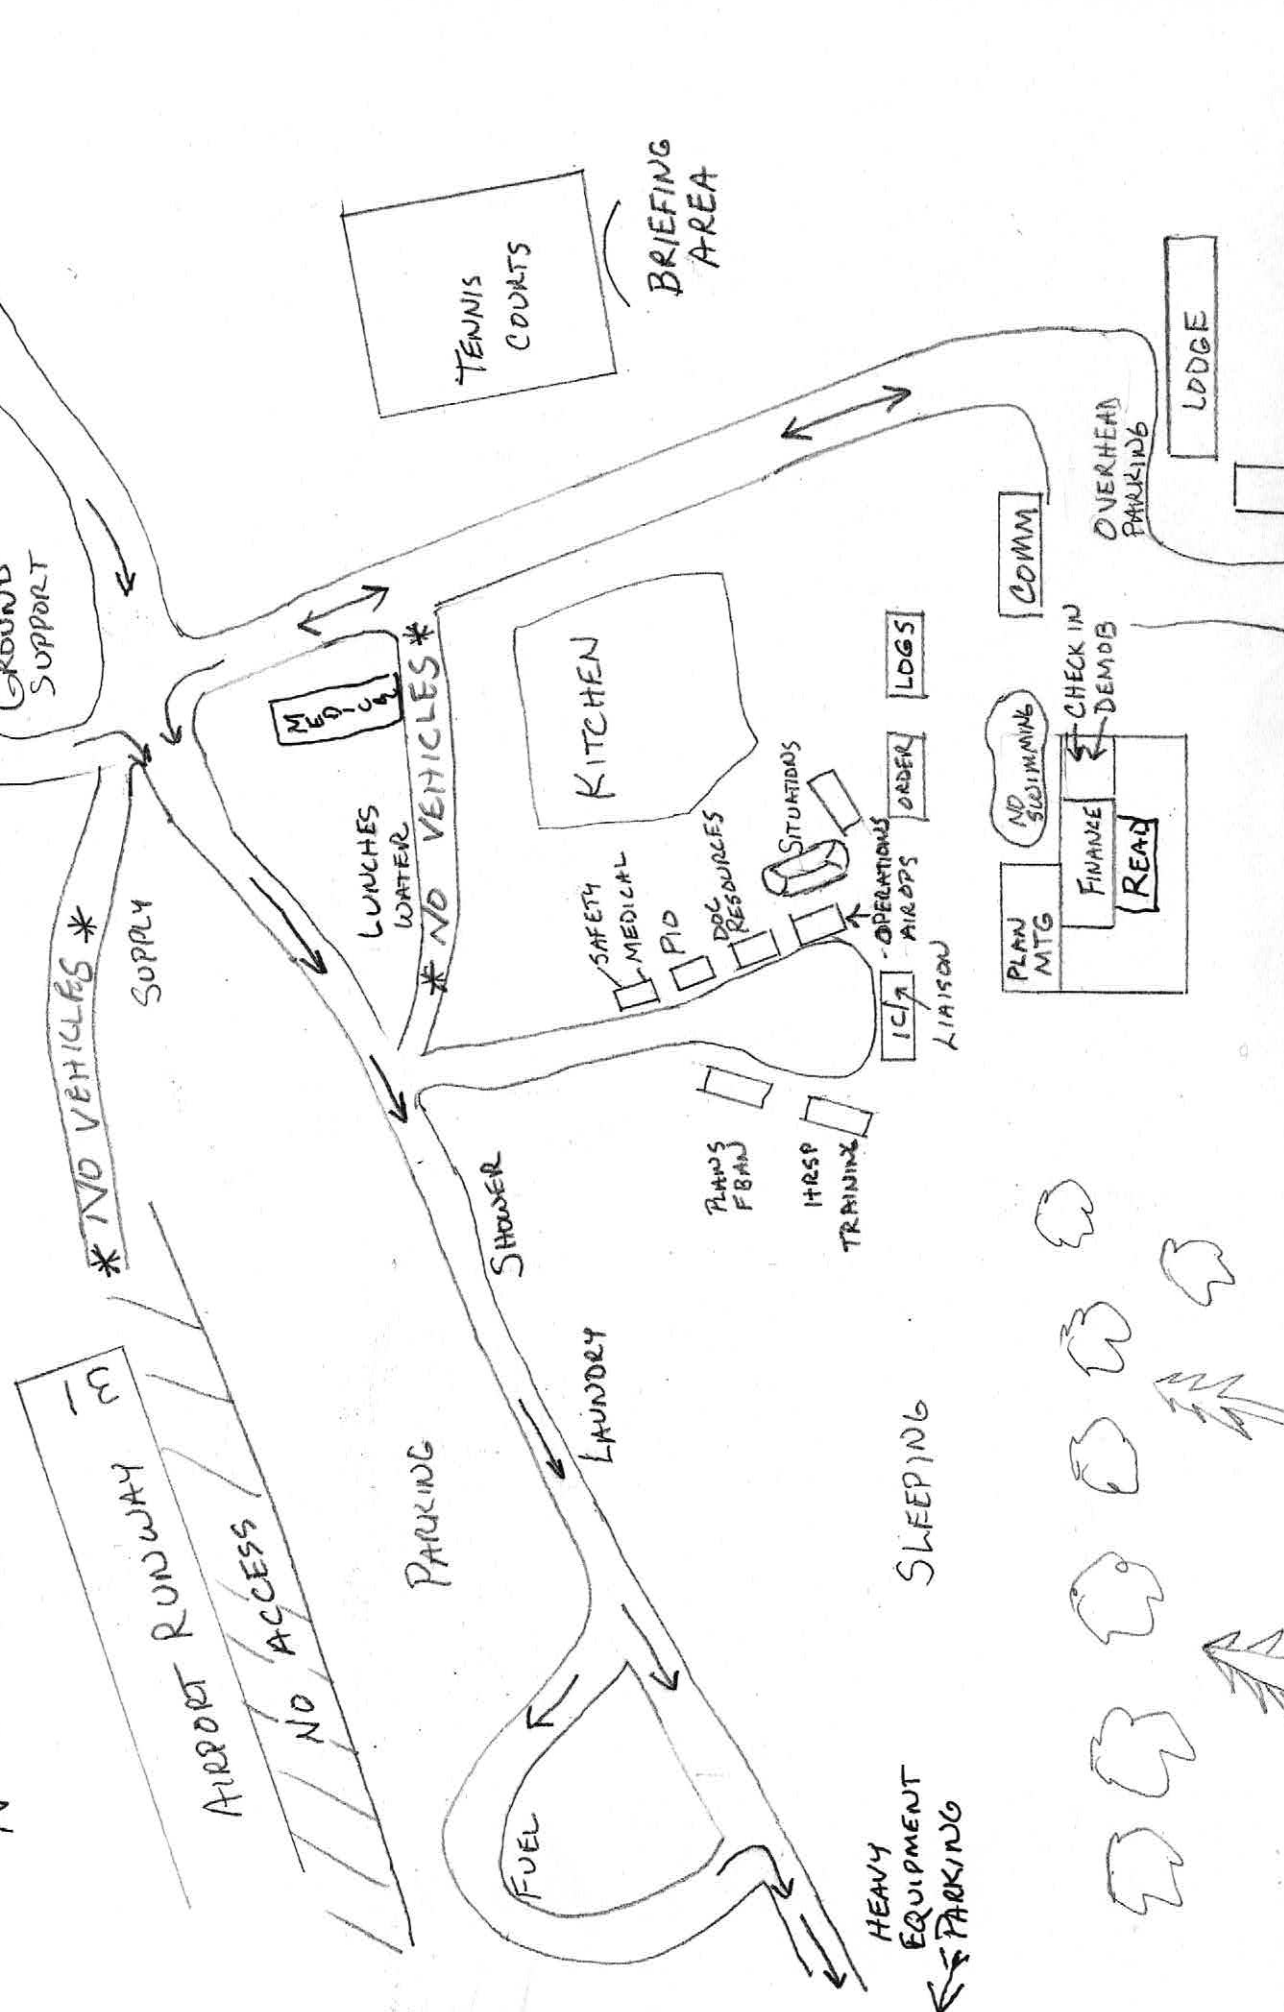 GROUND
SUPPORT
TENNIS
COURTS
BRIEFING
AREA
LODGE
OVERHEAD
PARKING
COMM
MEDICAL
* NO VEHICLES *
LUNCHES
WATER
KITCHEN
LOGS
ORDER
CHECK IN
DEMOB
NO
SWIMMING
FINANCE
READ
PLAN
MTG
SITUATIONS
OPERATIONS
AIROPS
DOC
RESOURCES
PIO
SAFETY
MEDICAL
IC/
LIAISON
PLANS
FBAN
HRSP
TRAINING
SUPPLY
* NO VEHICLES *
SHOWER
LAUNDRY
SLEEPING
PARKING
AIRPORT RUNWAY
NO ACCESS
FUEL
HEAVY
EQUIPMENT
PARKING